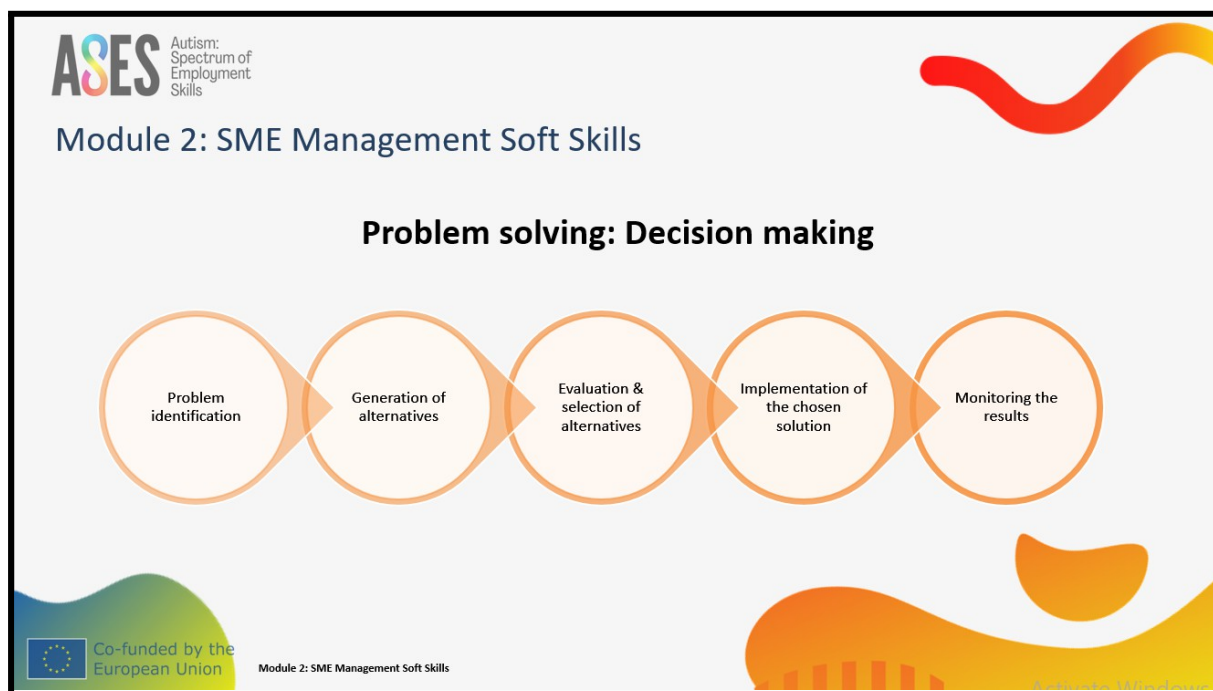 ASES
Autism:
Spectrum of
Employment
Skills
Module 2: SME Management Soft Skills
Problem solving: Decision making
Problem
identification
Generation of
alternatives
Evaluation &
selection of
alternatives
Implementation of
the chosen
solution
Monitoring the
results
Co-funded by the
European Union
Module 2: SME Management Soft Skills
Activate Windows